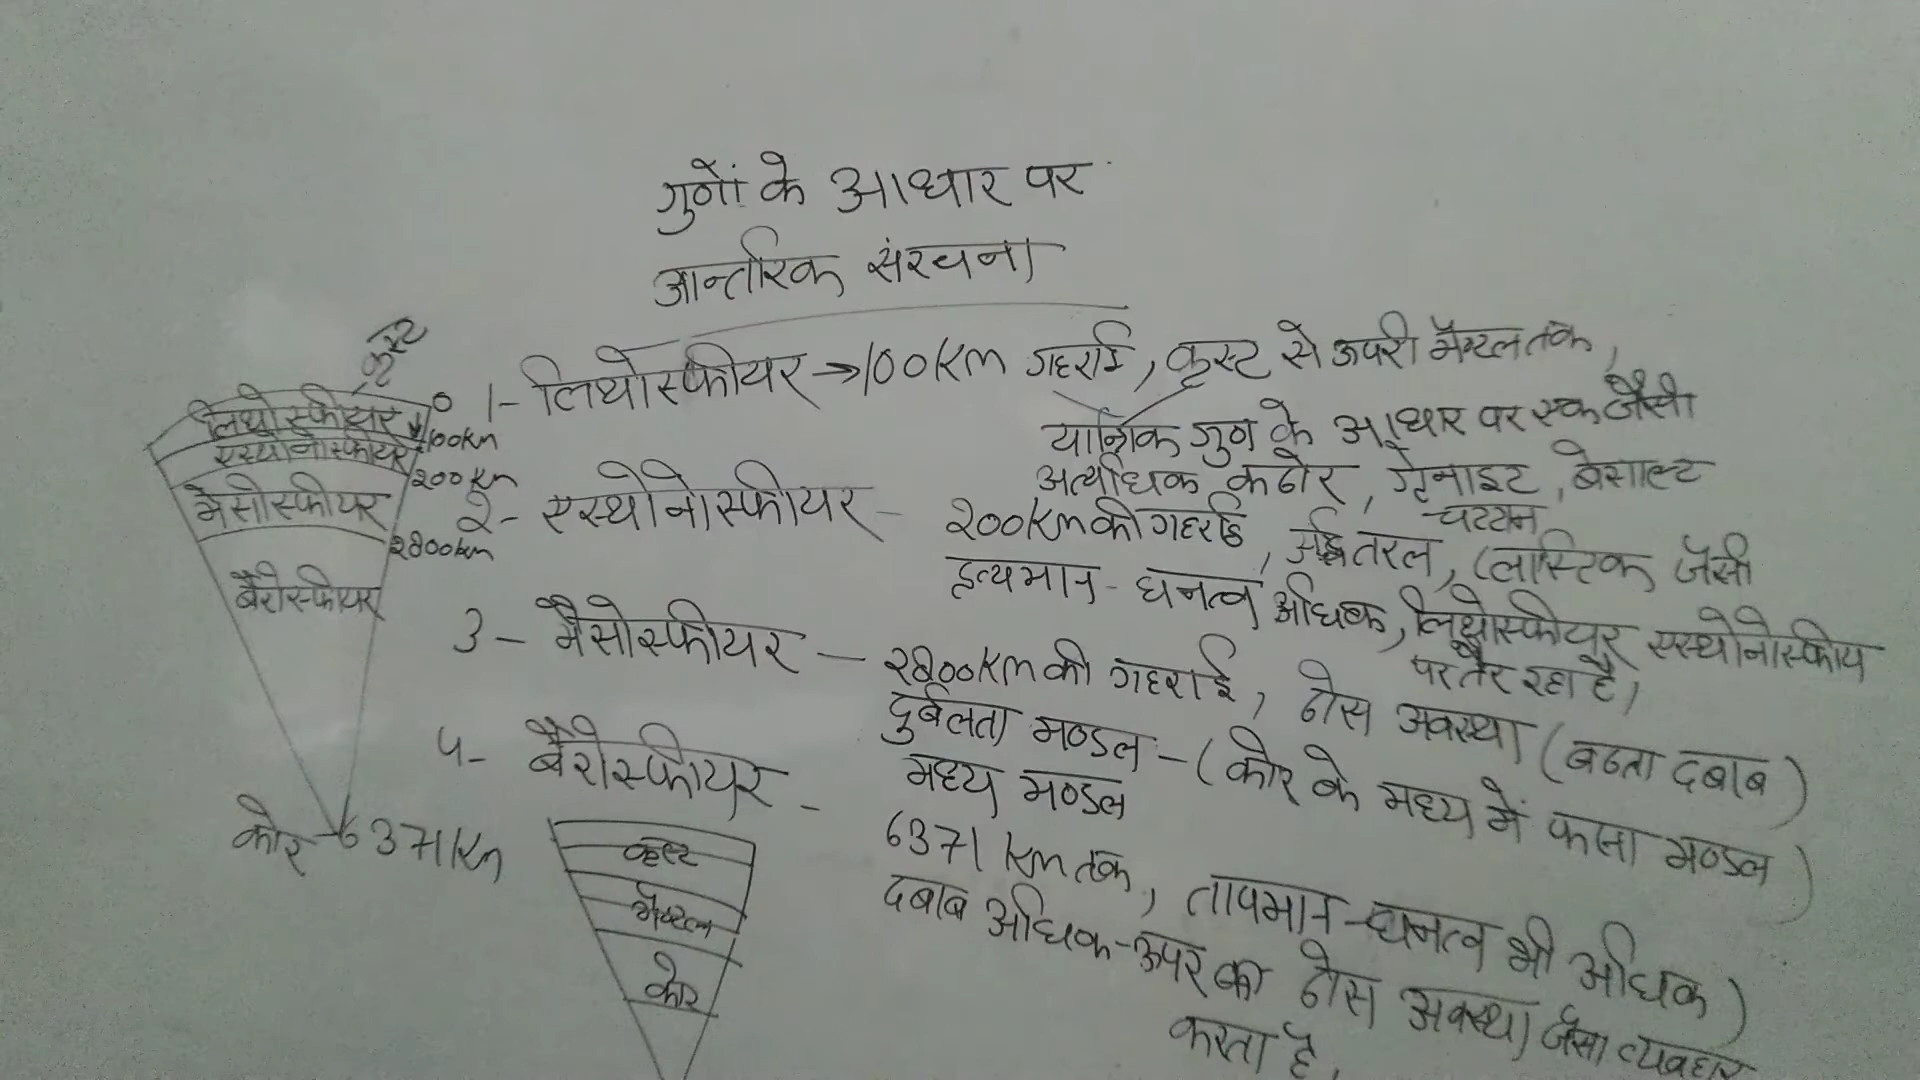 गुणों के आधार पर
आन्तरिक संरचना
क्रस्ट
लिथोस्फीयर
0
100km
एस्थोनोस्फीयर
200km
मैसोस्फीयर
2800km
बैरोस्फीयर
कोर 6371Km
1- लिथोस्फीयर → 100Km गहराई, क्रस्ट से ऊपरी मैण्टल तक,
यान्त्रिक गुण के आधार पर एक जैसी
अत्यधिक कठोर, ग्रेनाइट, बेसाल्ट
चट्टान
2- एस्थोनोस्फीयर - 200Km की गहराई, अर्द्धतरल, प्लास्टिक जैसी
द्रव्यमान - घनत्व अधिक, लिथोस्फीयर एस्थोनोस्फीय
पर तैर रहा है,
3- मैसोस्फीयर - 2800Km की गहराई, ठोस अवस्था (बढता दबाब)
दुर्बलता मण्डल - (कोर के मध्य में फसा मण्डल)
मध्य मण्डल
4- बैरोस्फीयर - 6371 Km तक, तापमान - घनत्व भी अधिक)
दबाब अधिक - ऊपर की ठोस अवस्था जैसा व्यवहार
करता है,
क्रस्ट
मैण्टल
कोर